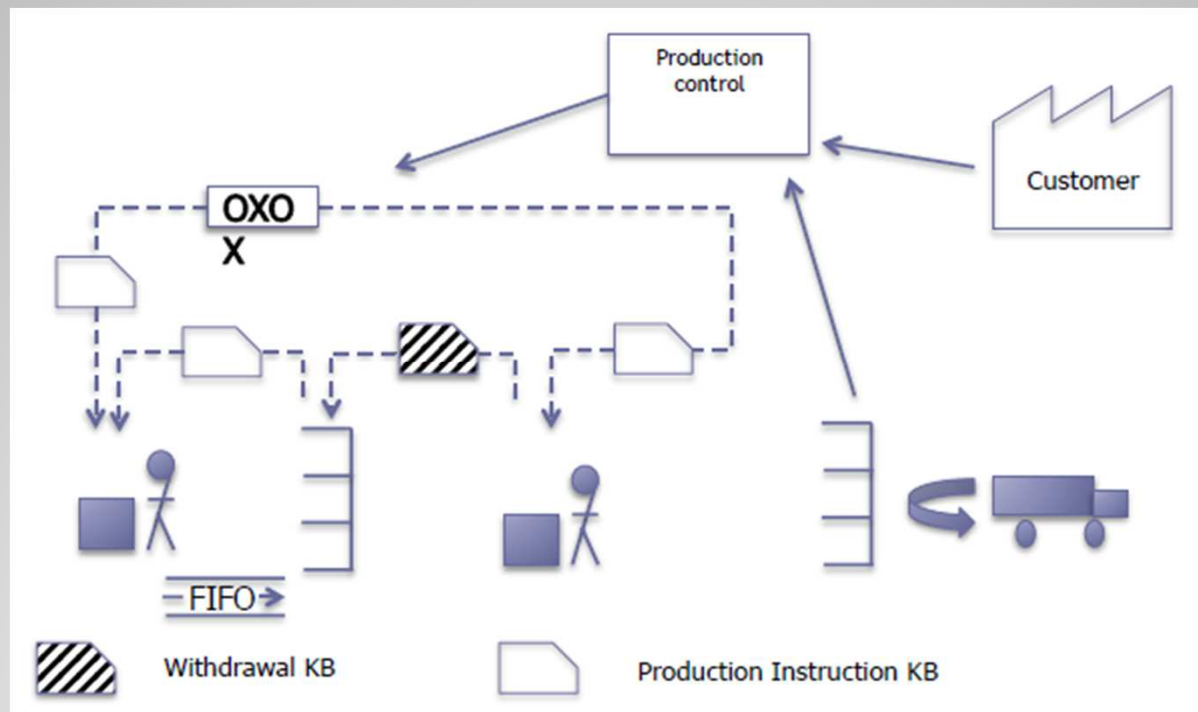 Production
control
Customer
OXO
X
FIFO
Withdrawal KB
Production Instruction KB